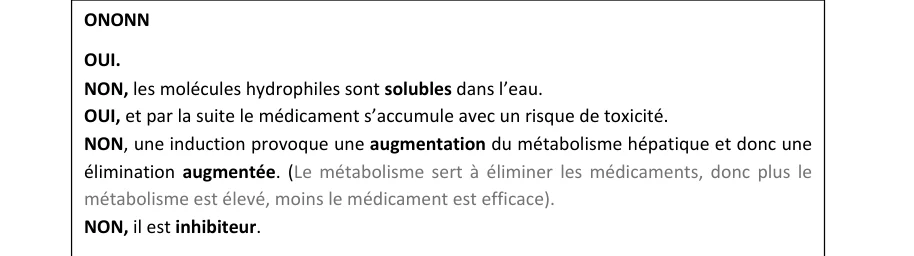 ONONN
OUI.
NON, les molécules hydrophiles sont solubles dans l’eau.
OUI, et par la suite le médicament s’accumule avec un risque de toxicité.
NON, une induction provoque une augmentation du métabolisme hépatique et donc une
élimination augmentée. (Le métabolisme sert à éliminer les médicaments, donc plus le
métabolisme est élevé, moins le médicament est efficace).
NON, il est inhibiteur.